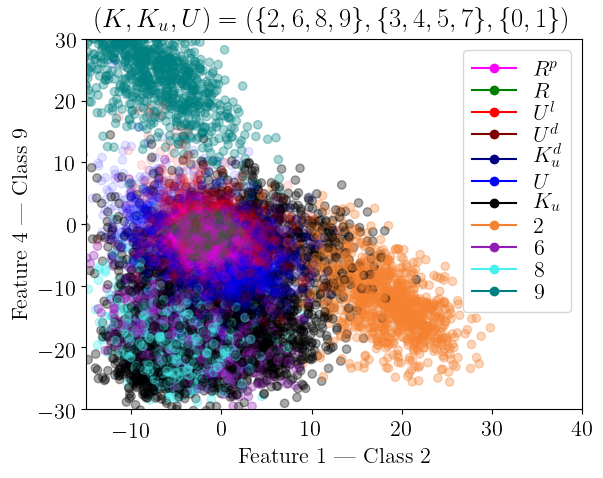 (K, K_u, U) = ({2, 6, 8, 9}, {3, 4, 5, 7}, {0, 1})
30
20
10
0
−10
−20
−30
Feature 4 — Class 9
R^p
R
U^l
U^d
K_u^d
U
K_u
2
6
8
9
−10
0
10
20
30
40
Feature 1 — Class 2